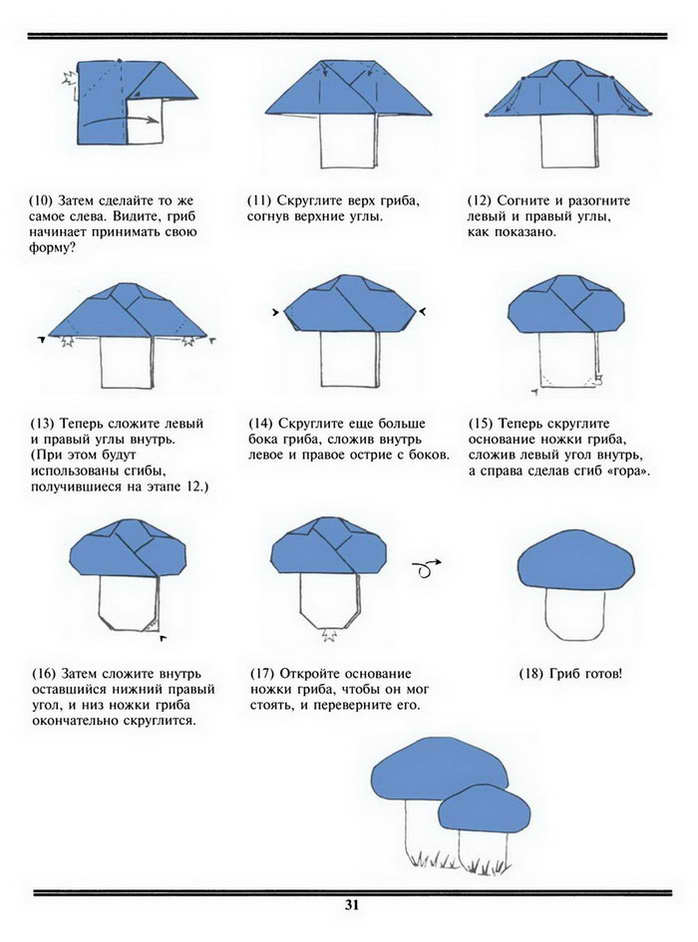 (10) Затем сделайте то же
самое слева. Видите, гриб
начинает принимать свою
форму?
(11) Скруглите верх гриба,
согнув верхние углы.
(12) Согните и разогните
левый и правый углы,
как показано.
(13) Теперь сложите левый
и правый углы внутрь.
(При этом будут
использованы сгибы,
получившиеся на этапе 12.)
(14) Скруглите еще больше
бока гриба, сложив внутрь
левое и правое острие с боков.
(15) Теперь скруглите
основание ножки гриба,
сложив левый угол внутрь,
а справа сделав сгиб «гора».
(16) Затем сложите внутрь
оставшийся нижний правый
угол, и низ ножки гриба
окончательно скруглится.
(17) Откройте основание
ножки гриба, чтобы он мог
стоять, и переверните его.
(18) Гриб готов!
31